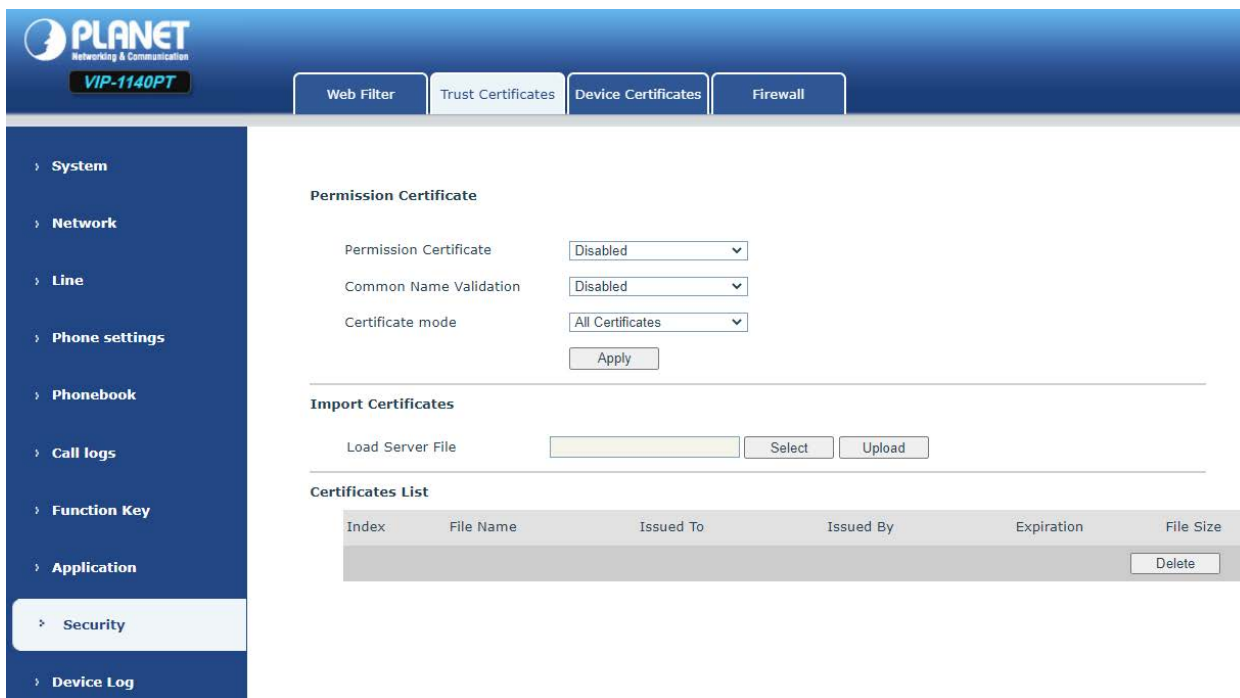 PLANET
Networking & Communication
VIP-1140PT
Web Filter Trust Certificates Device Certificates Firewall
System
Network
Line
Phone settings
Phonebook
Call logs
Function Key
Application
Security
Device Log
Permission Certificate
Permission Certificate Disabled
Common Name Validation Disabled
Certificate mode All Certificates
Apply
Import Certificates
Load Server File Select Upload
Certificates List
Index File Name Issued To Issued By Expiration File Size
Delete